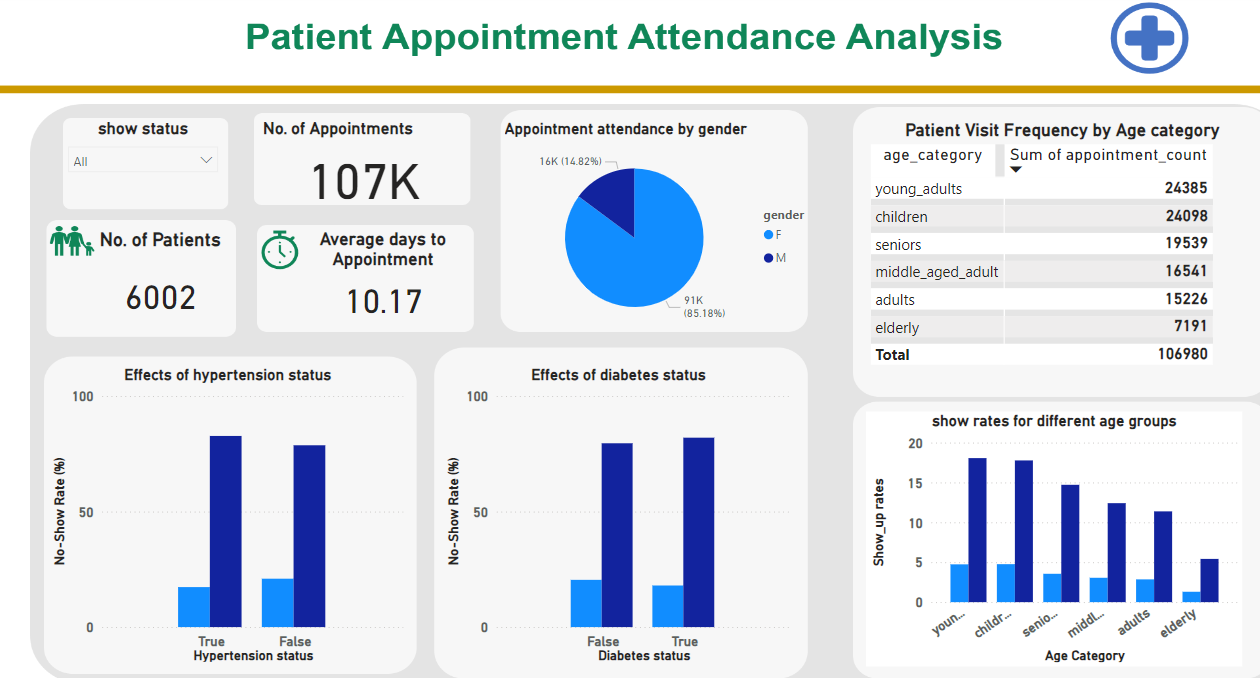 Patient Appointment Attendance Analysis
show status
All
No. of Appointments
107K
No. of Patients
6002
Average days to
Appointment
10.17
Appointment attendance by gender
16K (14.82%)
91K
(85.18%)
gender
F
M
Patient Visit Frequency by Age category
age_category Sum of appointment_count
young_adults 24385
children 24098
seniors 19539
middle_aged_adult 16541
adults 15226
elderly 7191
Total 106980
Effects of hypertension status
No-Show Rate (%)
100
50
0
True False
Hypertension status
Effects of diabetes status
No-Show Rate (%)
100
50
0
False True
Diabetes status
show rates for different age groups
Show_up rates
20
15
10
5
0
youn... childr... senio... middl... adults elderly
Age Category